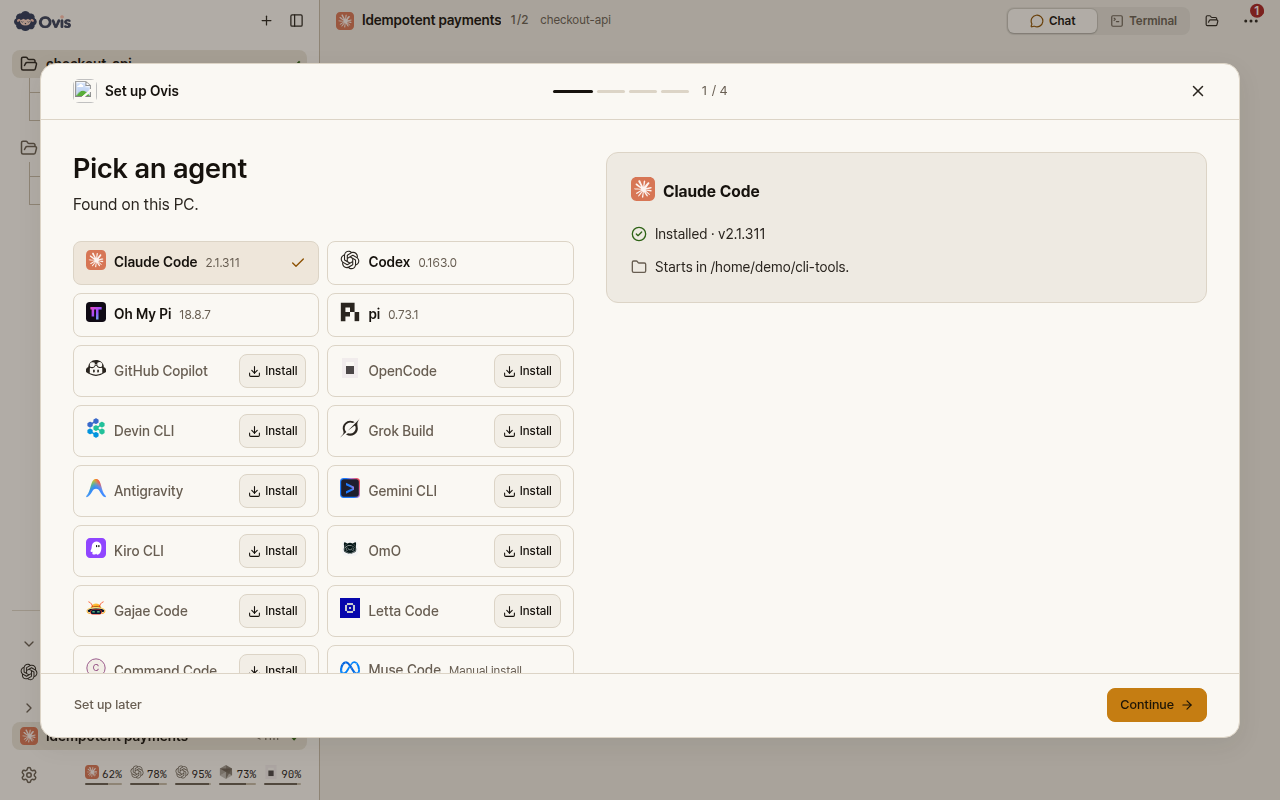 Ovis
Idempotent payments 1/2 checkout-api
Chat
Terminal
1
checkout-api
Set up Ovis
1 / 4
Pick an agent
Found on this PC.
Claude Code 2.1.311
Codex 0.163.0
Oh My Pi 18.8.7
pi 0.73.1
GitHub Copilot Install
OpenCode Install
Devin CLI Install
Grok Build Install
Antigravity Install
Gemini CLI Install
Kiro CLI Install
OmO Install
Gajae Code Install
Letta Code Install
Command Code Install
Muse Code Manual install
Claude Code
Installed · v2.1.311
Starts in /home/demo/cli-tools.
Set up later
Continue
Idempotent payments
62% 78% 95% 73% 90%